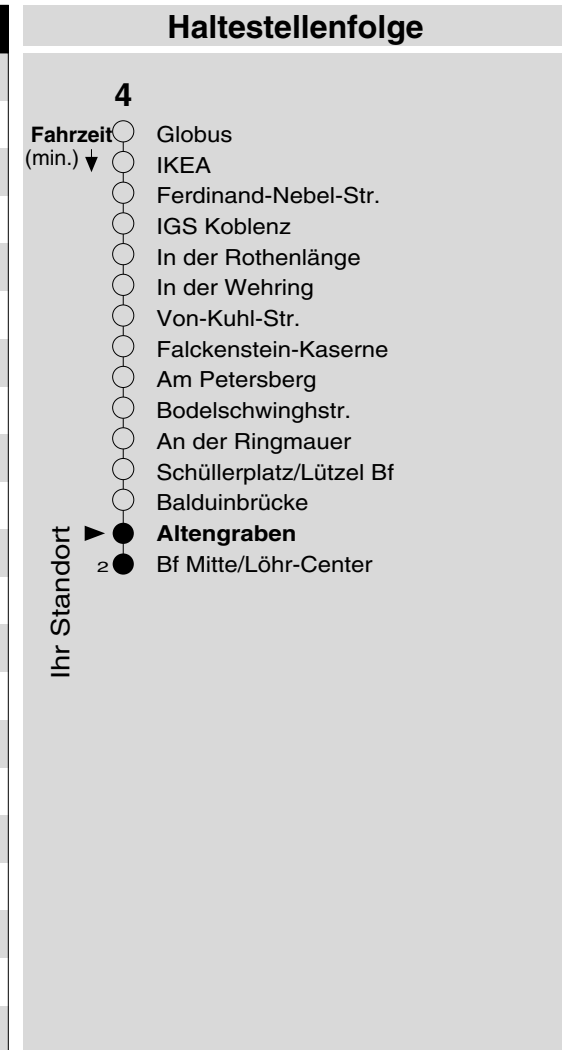 Haltestellenfolge
4
Fahrzeit Globus
(min.) IKEA
Ferdinand-Nebel-Str.
IGS Koblenz
In der Rothenlänge
In der Wehring
Von-Kuhl-Str.
Falckenstein-Kaserne
Am Petersberg
Bodelschwinghstr.
An der Ringmauer
Schüllerplatz/Lützel Bf
Balduinbrücke
Altengraben
2 Bf Mitte/Löhr-Center
Ihr Standort